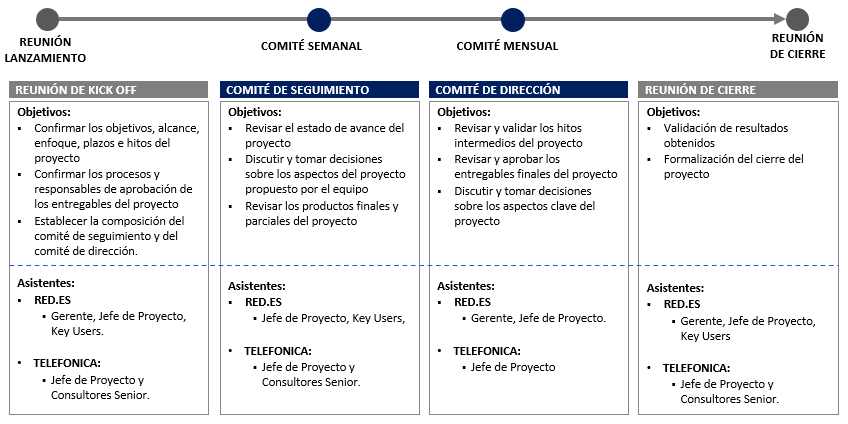 REUNIÓN
LANZAMIENTO
COMITÉ SEMANAL
COMITÉ MENSUAL
REUNIÓN
DE CIERRE
REUNIÓN DE KICK OFF
Objetivos:
▪ Confirmar los objetivos, alcance,
enfoque, plazos e hitos del
proyecto
▪ Confirmar los procesos y
responsables de aprobación de
los entregables del proyecto
▪ Establecer la composición del
comité de seguimiento y del
comité de dirección.
Asistentes:
• RED.ES
▪ Gerente, Jefe de Proyecto,
Key Users.
• TELEFONICA:
▪ Jefe de Proyecto y
Consultores Senior.
COMITÉ DE SEGUIMIENTO
Objetivos:
▪ Revisar el estado de avance del
proyecto
▪ Discutir y tomar decisiones
sobre los aspectos del proyecto
propuesto por el equipo
▪ Revisar los productos finales y
parciales del proyecto
Asistentes:
• RED.ES
▪ Jefe de Proyecto, Key Users,
• TELEFONICA:
▪ Jefe de Proyecto y
Consultores Senior.
COMITÉ DE DIRECCIÓN
Objetivos:
▪ Revisar y validar los hitos
intermedios del proyecto
▪ Revisar y aprobar los
entregables finales del proyecto
▪ Discutir y tomar decisiones
sobre los aspectos clave del
proyecto
Asistentes:
• RED.ES
▪ Gerente, Jefe de Proyecto.
• TELEFONICA:
▪ Jefe de Proyecto
REUNIÓN DE CIERRE
Objetivos:
▪ Validación de resultados
obtenidos
▪ Formalización del cierre del
proyecto
Asistentes:
• RED.ES
▪ Gerente, Jefe de Proyecto,
Key Users
• TELEFONICA:
▪ Jefe de Proyecto y
Consultores Senior.